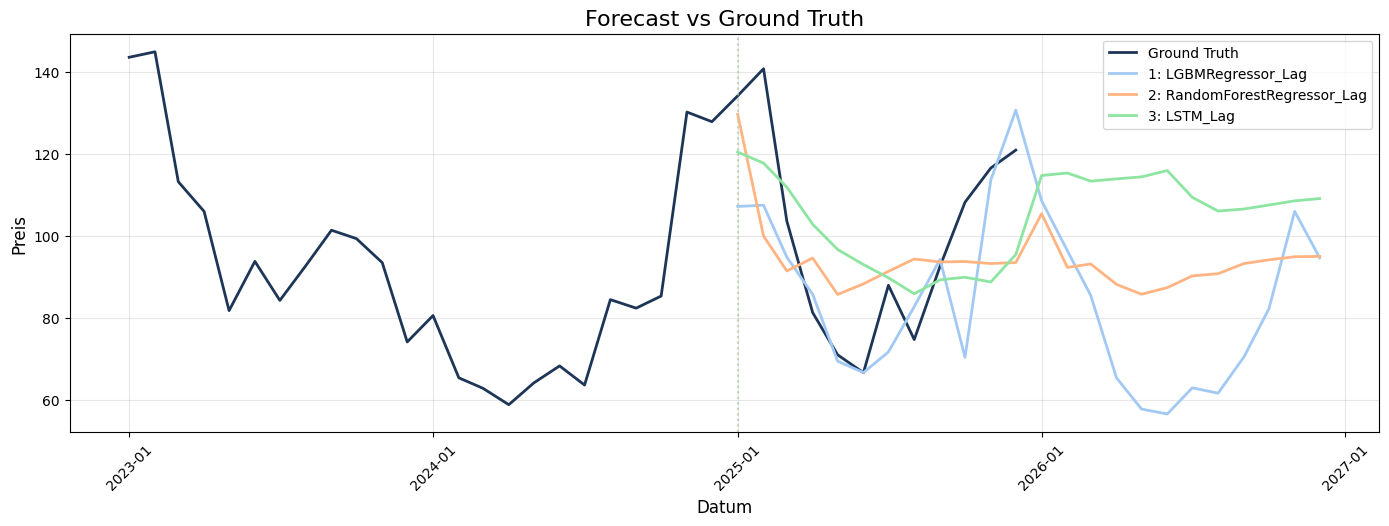 Forecast vs Ground Truth
Preis
140
120
100
80
60
Ground Truth
1: LGBMRegressor_Lag
2: RandomForestRegressor_Lag
3: LSTM_Lag
2023-01
2024-01
2025-01
2026-01
2027-01
Datum